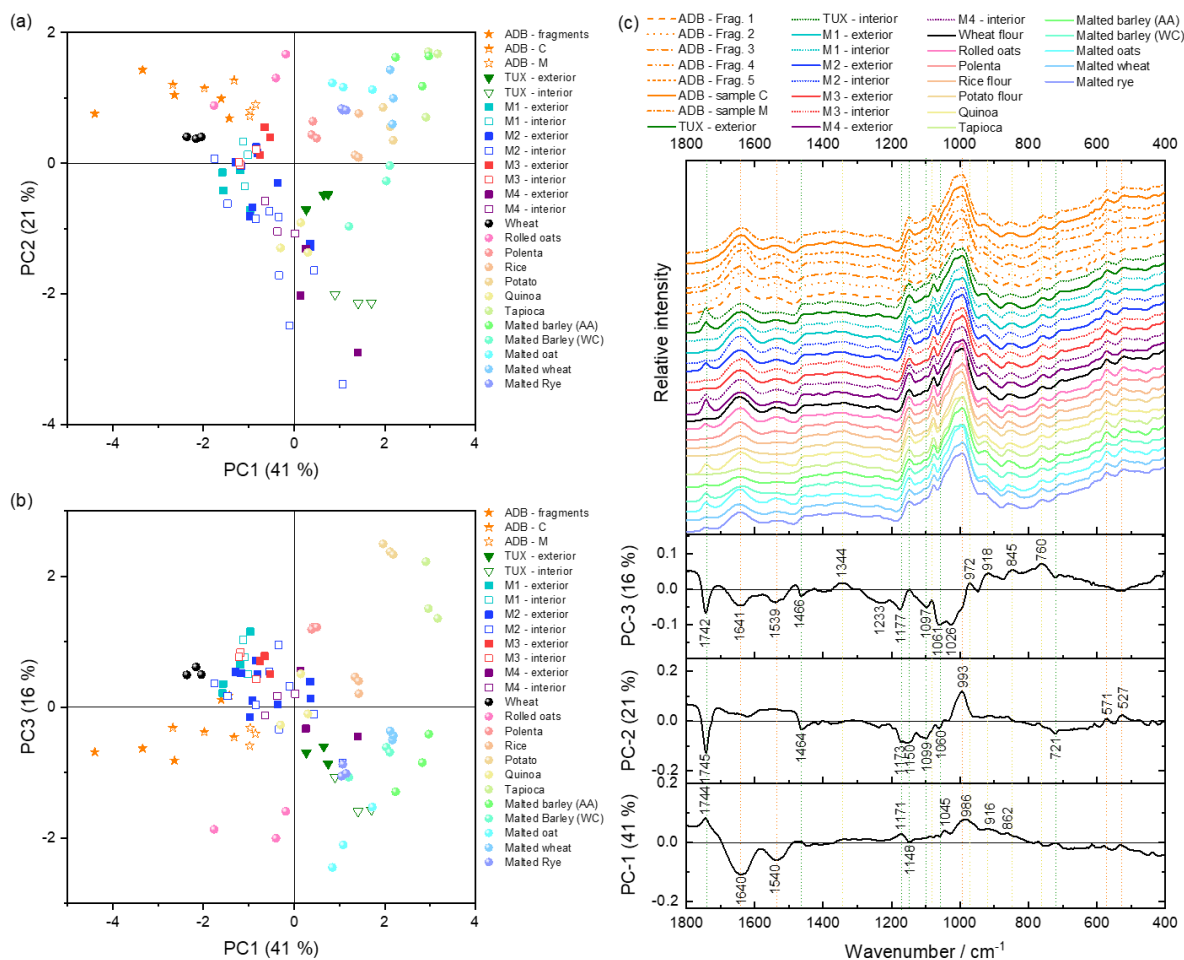 (a)
PC2 (21 %)
2
0
-2
-4
-4
-2
0
2
4
PC1 (41 %)
ADB - fragments
ADB - C
ADB - M
TUX - exterior
TUX - interior
M1 - exterior
M1 - interior
M2 - exterior
M2 - interior
M3 - exterior
M3 - interior
M4 - exterior
M4 - interior
Wheat
Rolled oats
Polenta
Rice
Potato
Quinoa
Tapioca
Malted barley (AA)
Malted Barley (WC)
Malted oat
Malted wheat
Malted Rye
(b)
PC3 (16 %)
2
0
-2
-4
-2
0
2
4
PC1 (41 %)
ADB - fragments
ADB - C
ADB - M
TUX - exterior
TUX - interior
M1 - exterior
M1 - interior
M2 - exterior
M2 - interior
M3 - exterior
M3 - interior
M4 - exterior
M4 - interior
Wheat
Rolled oats
Polenta
Rice
Potato
Quinoa
Tapioca
Malted barley (AA)
Malted Barley (WC)
Malted oat
Malted wheat
Malted Rye
(c)
ADB - Frag. 1
ADB - Frag. 2
ADB - Frag. 3
ADB - Frag. 4
ADB - Frag. 5
ADB - sample C
ADB - sample M
TUX - exterior
TUX - interior
M1 - exterior
M1 - interior
M2 - exterior
M2 - interior
M3 - exterior
M3 - interior
M4 - exterior
M4 - interior
Wheat flour
Rolled oats
Polenta
Rice flour
Potato flour
Quinoa
Tapioca
Malted barley (AA)
Malted barley (WC)
Malted oats
Malted wheat
Malted rye
1800 1600 1400 1200 1000 800 600 400
Relative intensity
PC-3 (16 %)
0.1
0.0
-0.1
1742
1641
1539
1466
1344
1233
1177
1097
1061
1026
972
918
845
760
PC-2 (21 %)
0.2
0.0
-0.2
1745
1464
1173
1150
1099
1060
993
721
571
527
PC-1 (41 %)
0.2
0.0
0.2
1744
1640
1540
1171
1148
1045
986
916
862
1800 1600 1400 1200 1000 800 600 400
Wavenumber / cm⁻¹